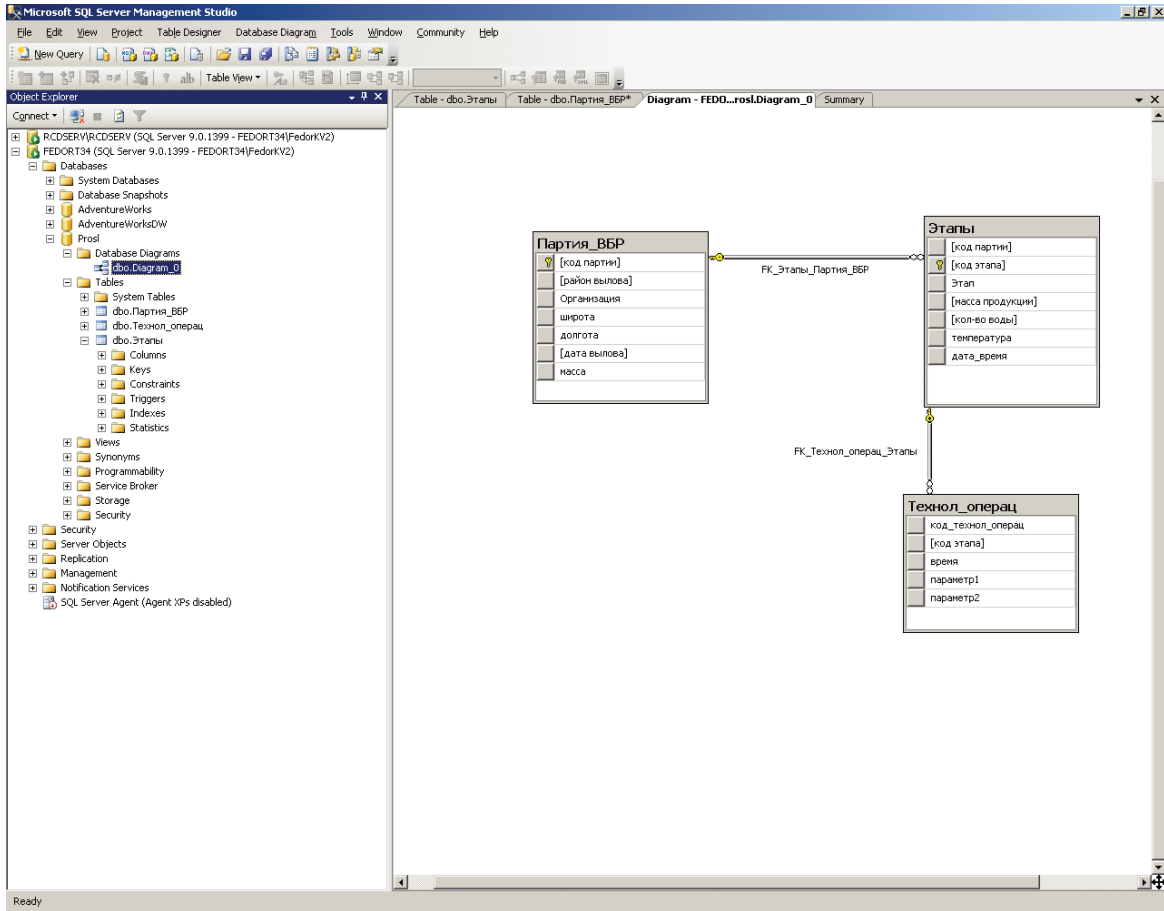 Microsoft SQL Server Management Studio
File Edit View Project Table Designer Database Diagram Tools Window Community Help
New Query
Table View
Object Explorer
Table - dbo.Этапы Table - dbo.Партия_ВБР* Diagram - FEDO...rosl.Diagram_0 Summary
Connect
RCDSERV\RCDSERV (SQL Server 9.0.1399 - FEDORT34\FedorKV2)
FEDORT34 (SQL Server 9.0.1399 - FEDORT34\FedorKV2)
Databases
System Databases
Database Snapshots
AdventureWorks
AdventureWorksDW
Prosl
Database Diagrams
dbo.Diagram_0
Tables
System Tables
dbo.Партия_ВБР
dbo.Технол_операц
dbo.Этапы
Columns
Keys
Constraints
Triggers
Indexes
Statistics
Views
Synonyms
Programmability
Service Broker
Storage
Security
Security
Server Objects
Replication
Management
Notification Services
SQL Server Agent (Agent XPs disabled)
Партия_ВБР
[код партии]
[район вылова]
Организация
широта
долгота
[дата вылова]
масса
FK_Этапы_Партия_ВБР
Этапы
[код партии]
[код этапа]
Этап
[масса продукции]
[кол-во воды]
температура
дата_время
FK_Технол_операц_Этапы
Технол_операц
код_технол_операц
[код этапа]
время
параметр1
параметр2
Ready